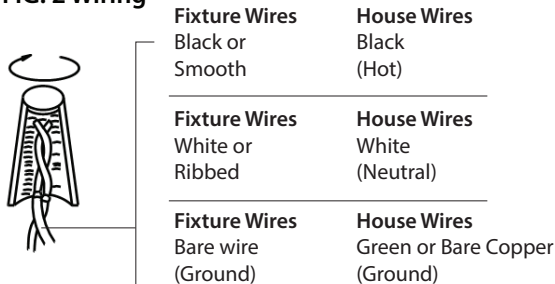 FIG. 2 Wiring
Fixture Wires House Wires
Black or Black
Smooth (Hot)
Fixture Wires House Wires
White or White
Ribbed (Neutral)
Fixture Wires House Wires
Bare wire Green or Bare Copper
(Ground) (Ground)